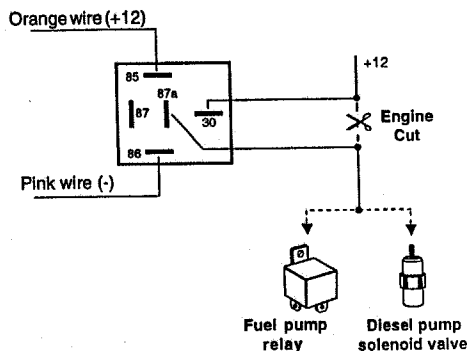 Orange wire (+12)
+12
85
87a
87
30
86
Engine
Cut
Pink wire (-)
Fuel pump
relay
Diesel pump
solenoid valve